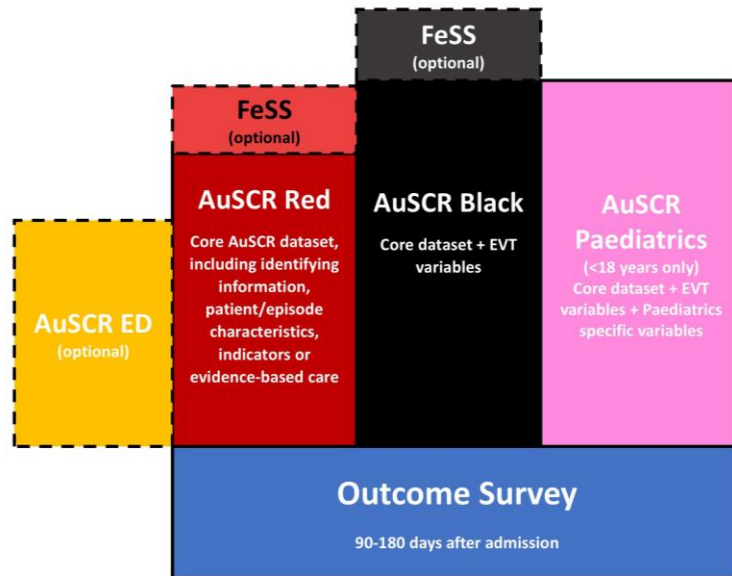 FeSS
(optional)
FeSS
(optional)
AuSCR Red
Core AuSCR dataset,
including identifying
information,
patient/episode
characteristics,
indicators or
evidence-based care
AuSCR Black
Core dataset + EVT
variables
AuSCR
Paediatrics
(<18 years only)
Core dataset + EVT
variables + Paediatrics
specific variables
AuSCR ED
(optional)
Outcome Survey
90-180 days after admission